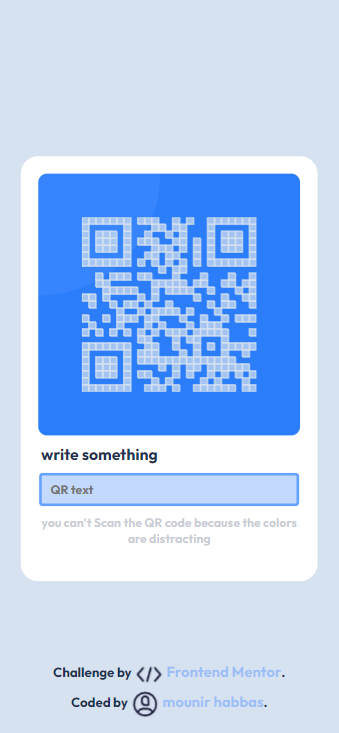 write something
QR text
you can't Scan the QR code because the colors
are distracting
Challenge by Frontend Mentor.
Coded by mounir habbas.